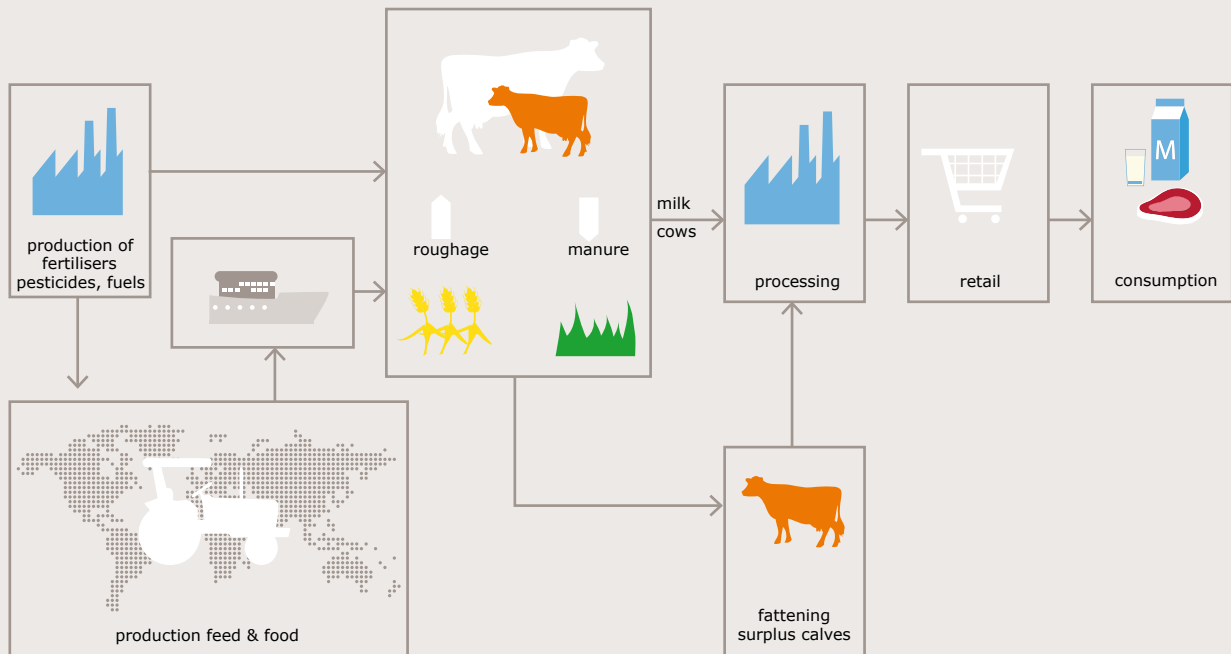 production of
fertilisers
pesticides, fuels
roughage
manure
milk
cows
processing
retail
M
consumption
production feed & food
fattening
surplus calves